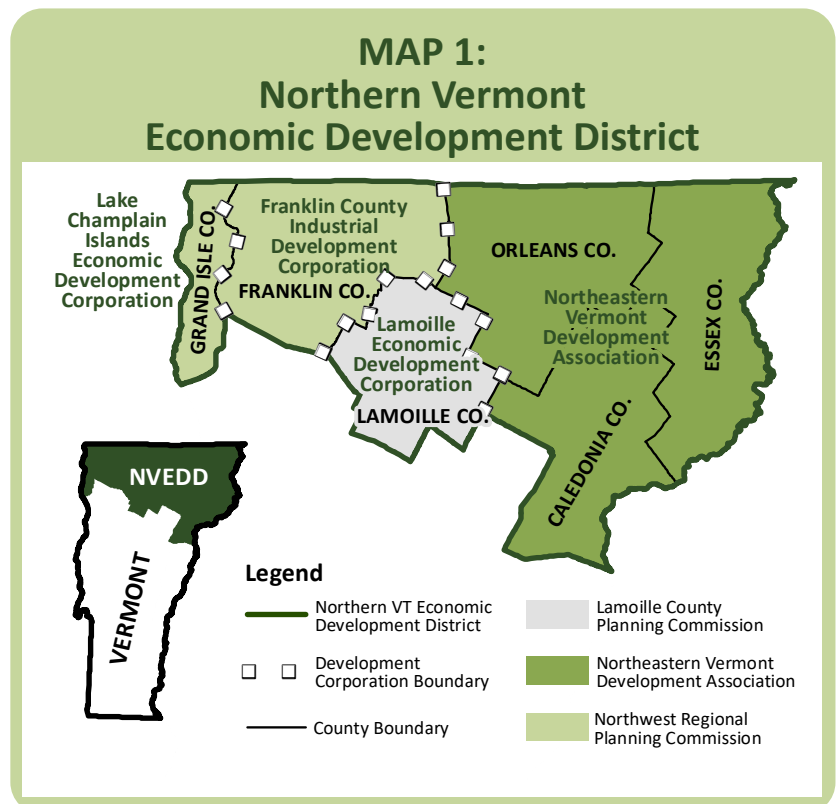 MAP 1:
Northern Vermont
Economic Development District
Lake
Champlain
Islands
Economic
Development
Corporation
GRAND ISLE CO.
Franklin County
Industrial
Development
Corporation
FRANKLIN CO.
ORLEANS CO.
Northeastern
Vermont
Development
Association
ESSEX CO.
Lamoille
Economic
Development
Corporation
LAMOILLE CO.
CALEDONIA CO.
NVEDD
VERMONT
Legend
Northern VT Economic
Development District
Development
Corporation Boundary
County Boundary
Lamoille County
Planning Commission
Northeastern Vermont
Development Association
Northwest Regional
Planning Commission